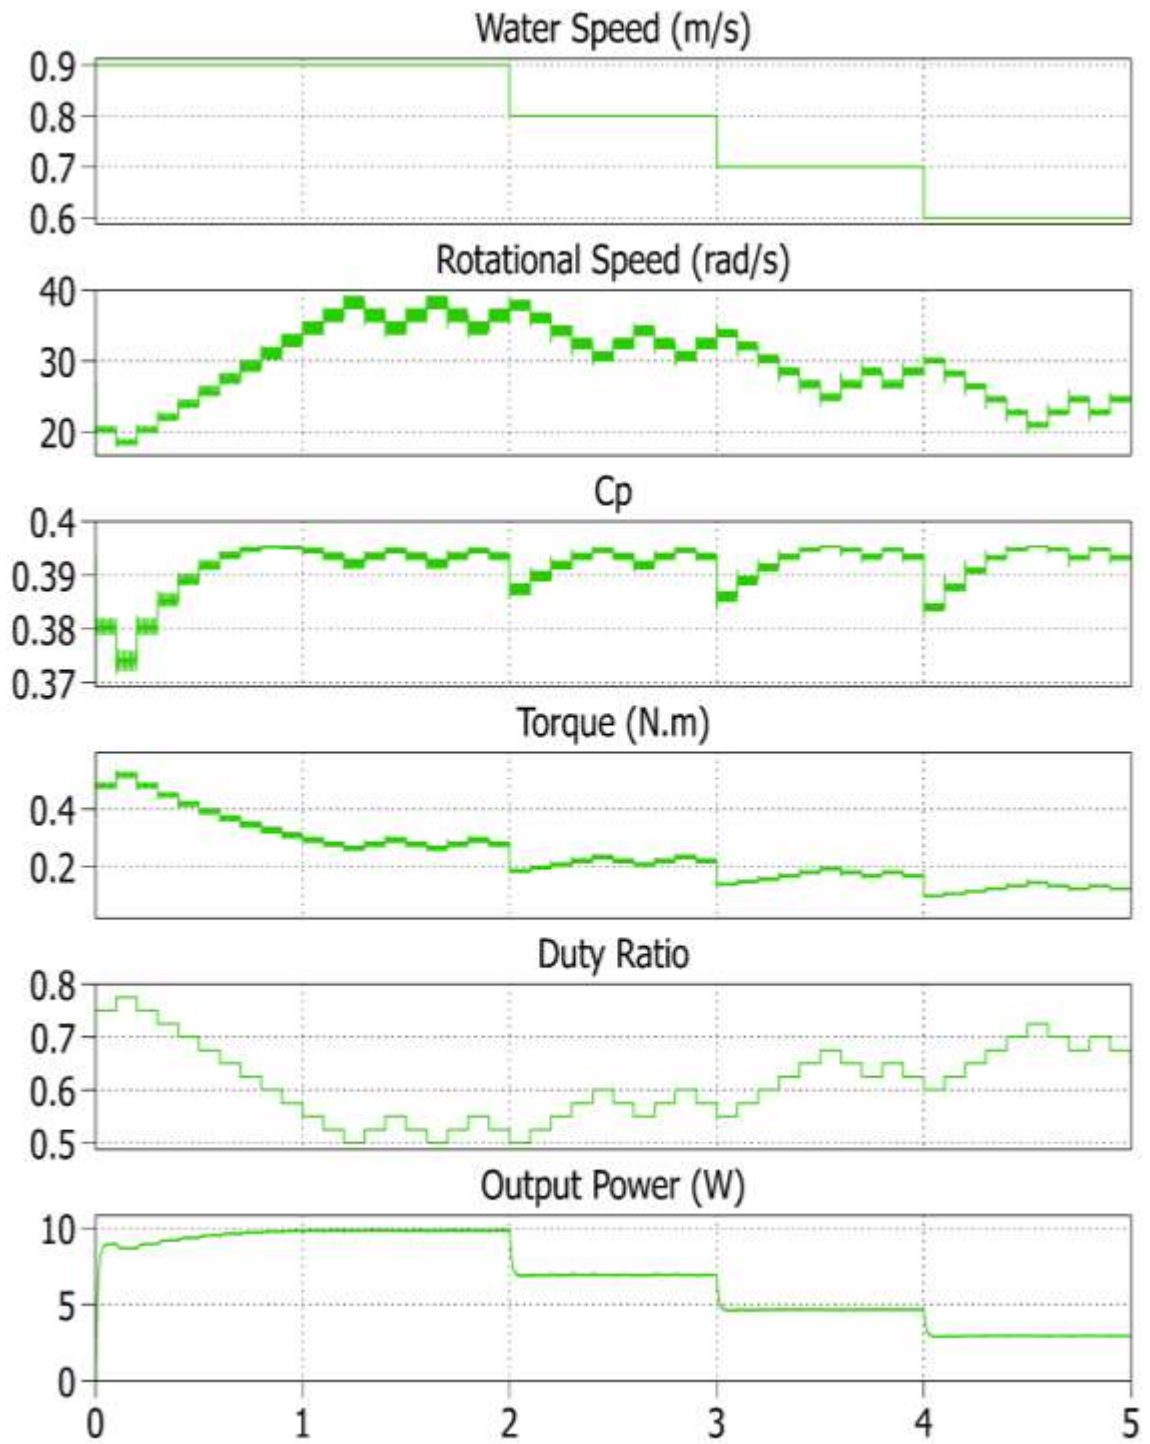 Water Speed (m/s)
0.9
0.8
0.7
0.6
Rotational Speed (rad/s)
40
30
20
Cp
0.4
0.39
0.38
0.37
Torque (N.m)
0.4
0.2
Duty Ratio
0.8
0.7
0.6
0.5
Output Power (W)
10
5
0
0 1 2 3 4 5